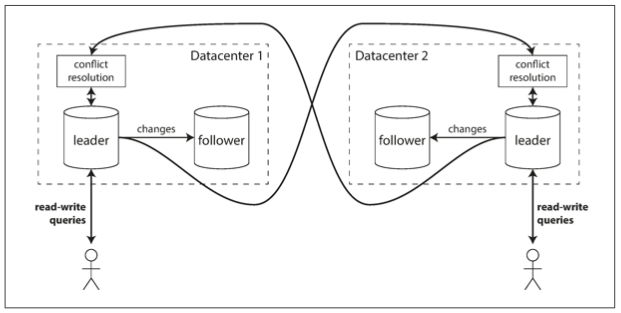 Datacenter 1
conflict
resolution
leader
changes
follower
read-write
queries
Datacenter 2
conflict
resolution
follower
changes
leader
read-write
queries